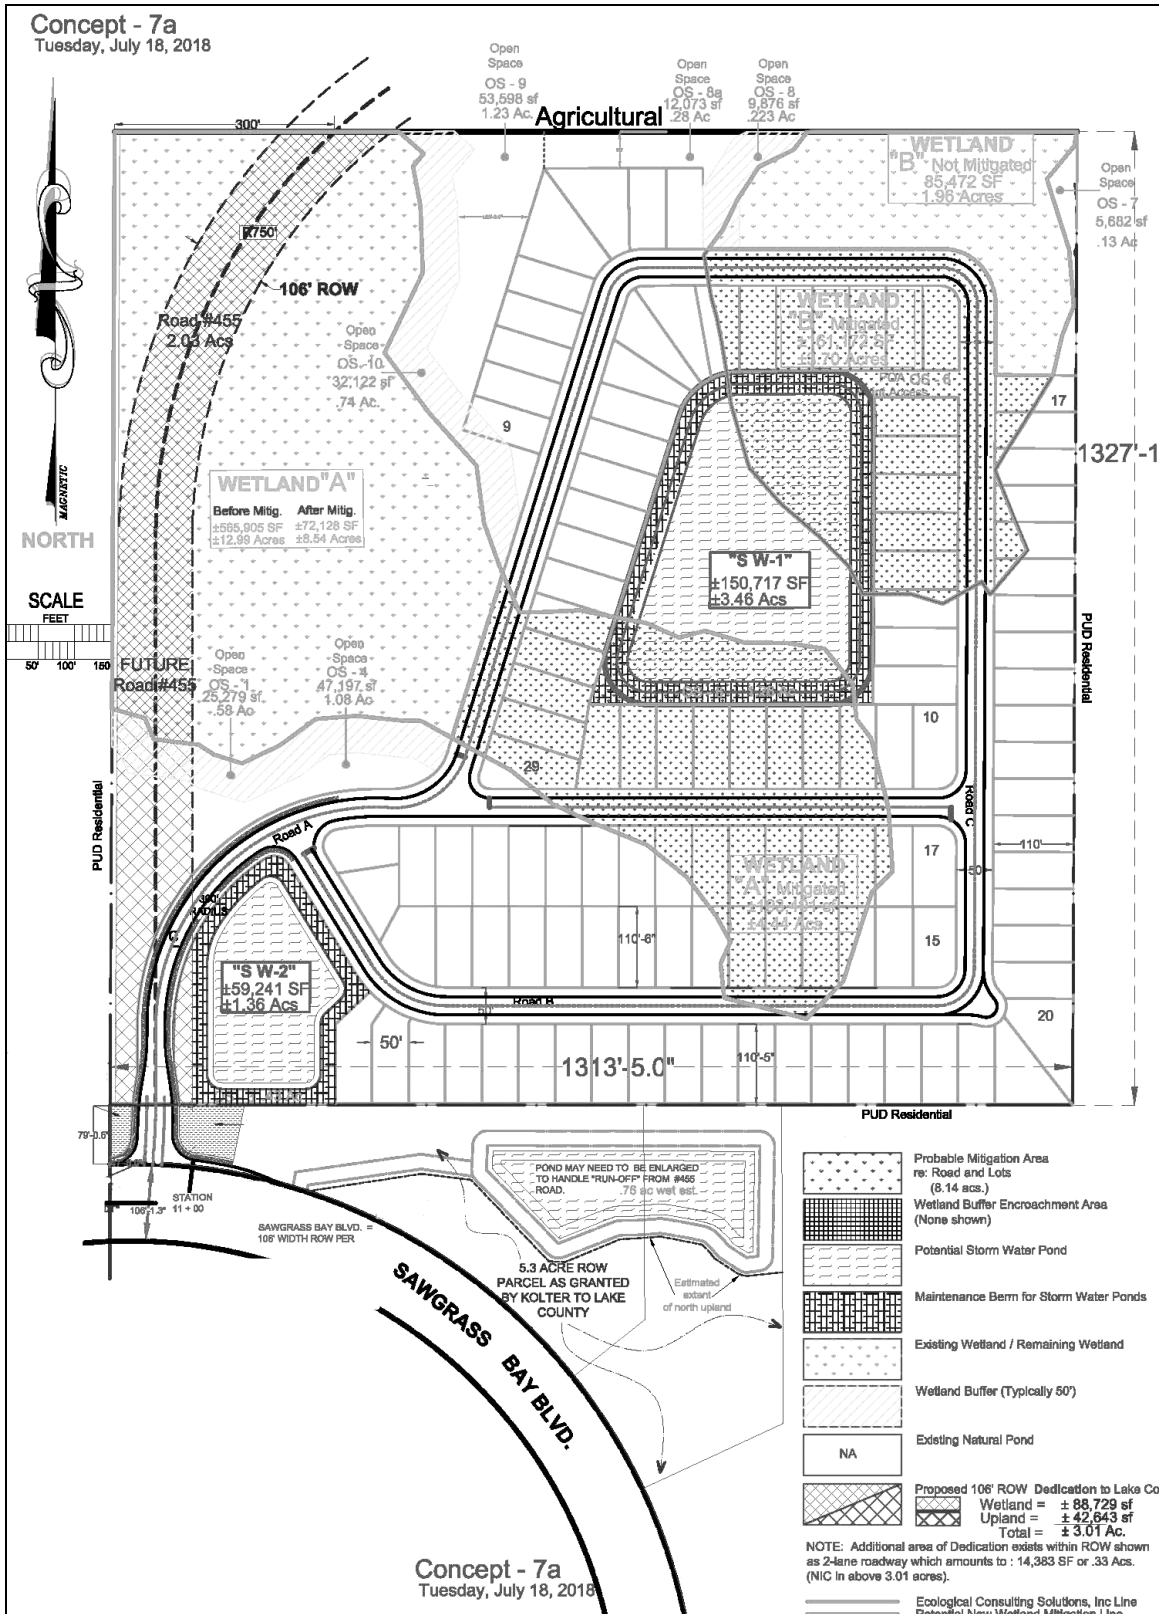 Concept - 7a
Tuesday, July 18, 2018
Open
Space
OS - 9
53,598 sf
1.23 Ac.
Open
Space
OS - 8a
12,073 sf
.28 Ac
Open
Space
OS - 8
9,876 sf
.223 Ac
Agricultural
300'
WETLAND
"B" Not Mitigated
85,472 SF
1.96 Acres
Open
Space
OS - 7
5,682 sf
.13 Ac
R750'
106' ROW
Road #455
2.03 Acs
Open
Space
OS - 10
32,122 sf
.74 Ac.
WETLAND
"B" Mitigated
±161,172 SF
±3.70 Acres
9
17
1327'-1
MAGNETIC
NORTH
WETLAND "A"
Before Mitig. After Mitig.
±565,905 SF ±72,128 SF
±12.99 Acres ±8.54 Acres
"S W-1"
±150,717 SF
±3.46 Acs
SCALE
FEET
50' 100' 150
FUTURE
Road #455
Open
Space
OS - 1
25,279 sf
.58 Ac
Open
Space
OS - 4
47,197 sf
1.08 Ac
PUD Residential
10
29
PUD Residential
Road C
Road A
17
110'
50'
WETLAND
"A" Mitigated
±4.44 Acs
RADIUS
110'-6"
15
"S W-2"
±59,241 SF
±1.36 Acs
Road B
50'
20
50'
1313'-5.0"
110'-5"
PUD Residential
79'-0.6"
STATION
11 + 00
106'-1.3"
SAWGRASS BAY BLVD. =
106' WIDTH ROW PER
POND MAY NEED TO BE ENLARGED
TO HANDLE "RUN-OFF" FROM #455
ROAD. .76 ac wet est.
5.3 ACRE ROW
PARCEL AS GRANTED
BY KOLTER TO LAKE
COUNTY
Estimated
extent
of north upland
SAWGRASS BAY BLVD.
Probable Mitigation Area
re: Road and Lots
(8.14 acs.)
Wetland Buffer Encroachment Area
(None shown)
Potential Storm Water Pond
Maintenance Berm for Storm Water Ponds
Existing Wetland / Remaining Wetland
Wetland Buffer (Typically 50')
NA
Existing Natural Pond
Proposed 106' ROW Dedication to Lake Co
Wetland = ± 88,729 sf
Upland = ± 42,643 sf
Total = ± 3.01 Ac.
NOTE: Additional area of Dedication exists within ROW shown
as 2-lane roadway which amounts to : 14,383 SF or .33 Acs.
(NIC in above 3.01 acres).
Concept - 7a
Tuesday, July 18, 2018
Ecological Consulting Solutions, Inc Line
Potential New Wetland Mitigation Line